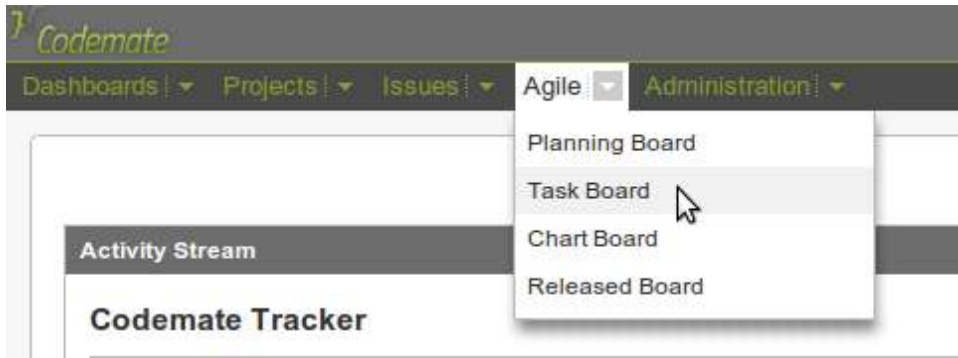 Codemate
Dashboards Projects Issues Agile Administration
Planning Board
Task Board
Chart Board
Released Board
Activity Stream
Codemate Tracker